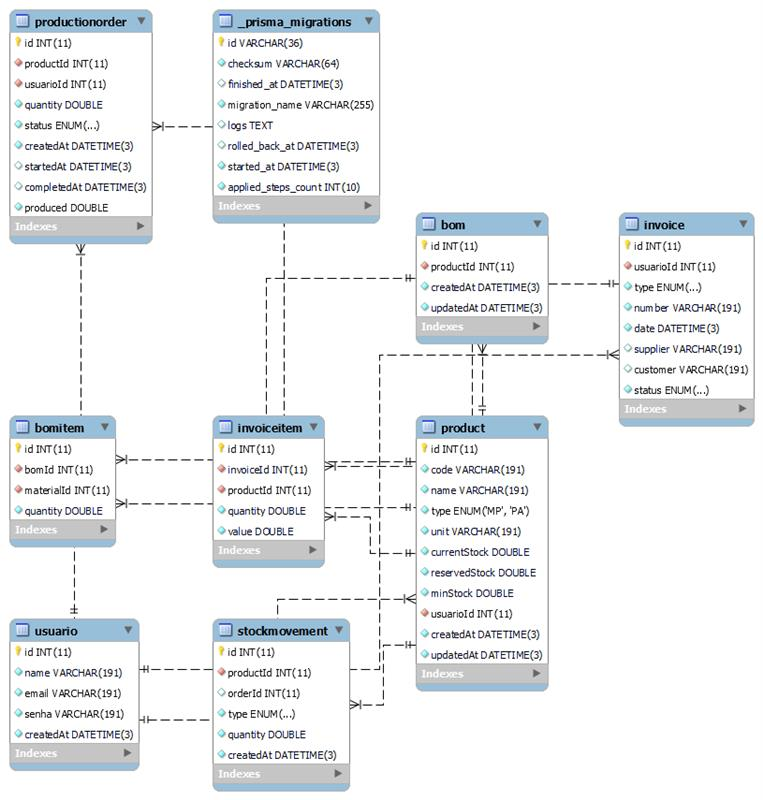 productionorder
id INT(11)
productId INT(11)
usuarioId INT(11)
quantity DOUBLE
status ENUM(...)
createdAt DATETIME(3)
startedAt DATETIME(3)
completedAt DATETIME(3)
produced DOUBLE
Indexes
_prisma_migrations
id VARCHAR(36)
checksum VARCHAR(64)
finished_at DATETIME(3)
migration_name VARCHAR(255)
logs TEXT
rolled_back_at DATETIME(3)
started_at DATETIME(3)
applied_steps_count INT(10)
Indexes
bom
id INT(11)
productId INT(11)
createdAt DATETIME(3)
updatedAt DATETIME(3)
Indexes
invoice
id INT(11)
usuarioId INT(11)
type ENUM(...)
number VARCHAR(191)
date DATETIME(3)
supplier VARCHAR(191)
customer VARCHAR(191)
status ENUM(...)
Indexes
bomitem
id INT(11)
bomId INT(11)
materialId INT(11)
quantity DOUBLE
Indexes
invoiceitem
id INT(11)
invoiceId INT(11)
productId INT(11)
quantity DOUBLE
value DOUBLE
Indexes
product
id INT(11)
code VARCHAR(191)
name VARCHAR(191)
type ENUM('MP', 'PA')
unit VARCHAR(191)
currentStock DOUBLE
reservedStock DOUBLE
minStock DOUBLE
usuarioId INT(11)
createdAt DATETIME(3)
updatedAt DATETIME(3)
Indexes
usuario
id INT(11)
name VARCHAR(191)
email VARCHAR(191)
senha VARCHAR(191)
createdAt DATETIME(3)
Indexes
stockmovement
id INT(11)
productId INT(11)
orderId INT(11)
type ENUM(...)
quantity DOUBLE
createdAt DATETIME(3)
Indexes